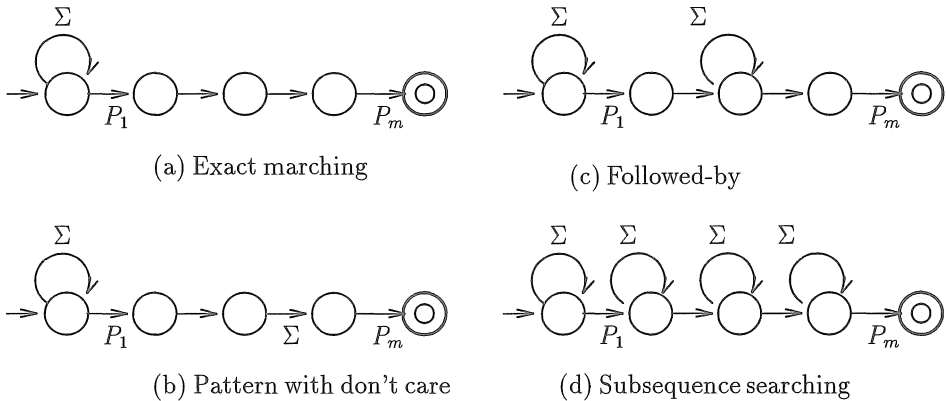 Σ
P1 Pm
(a) Exact marching
Σ Σ
P1 Pm
(c) Followed-by
Σ
P1 Σ Pm
(b) Pattern with don't care
Σ Σ Σ Σ
P1 Pm
(d) Subsequence searching